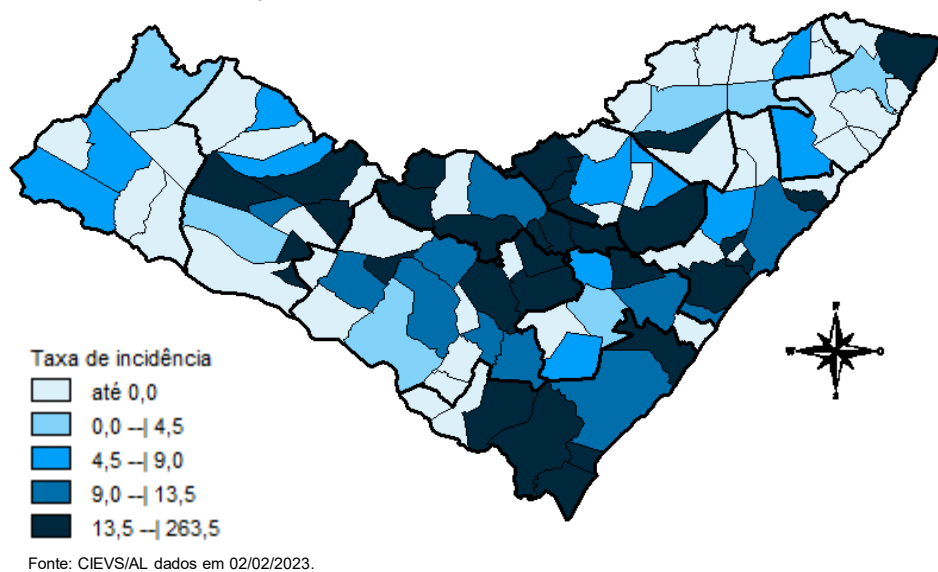 Taxa de incidência
até 0,0
0,0 --| 4,5
4,5 --| 9,0
9,0 --| 13,5
13,5 --| 263,5
Fonte: CIEVS/AL dados em 02/02/2023.